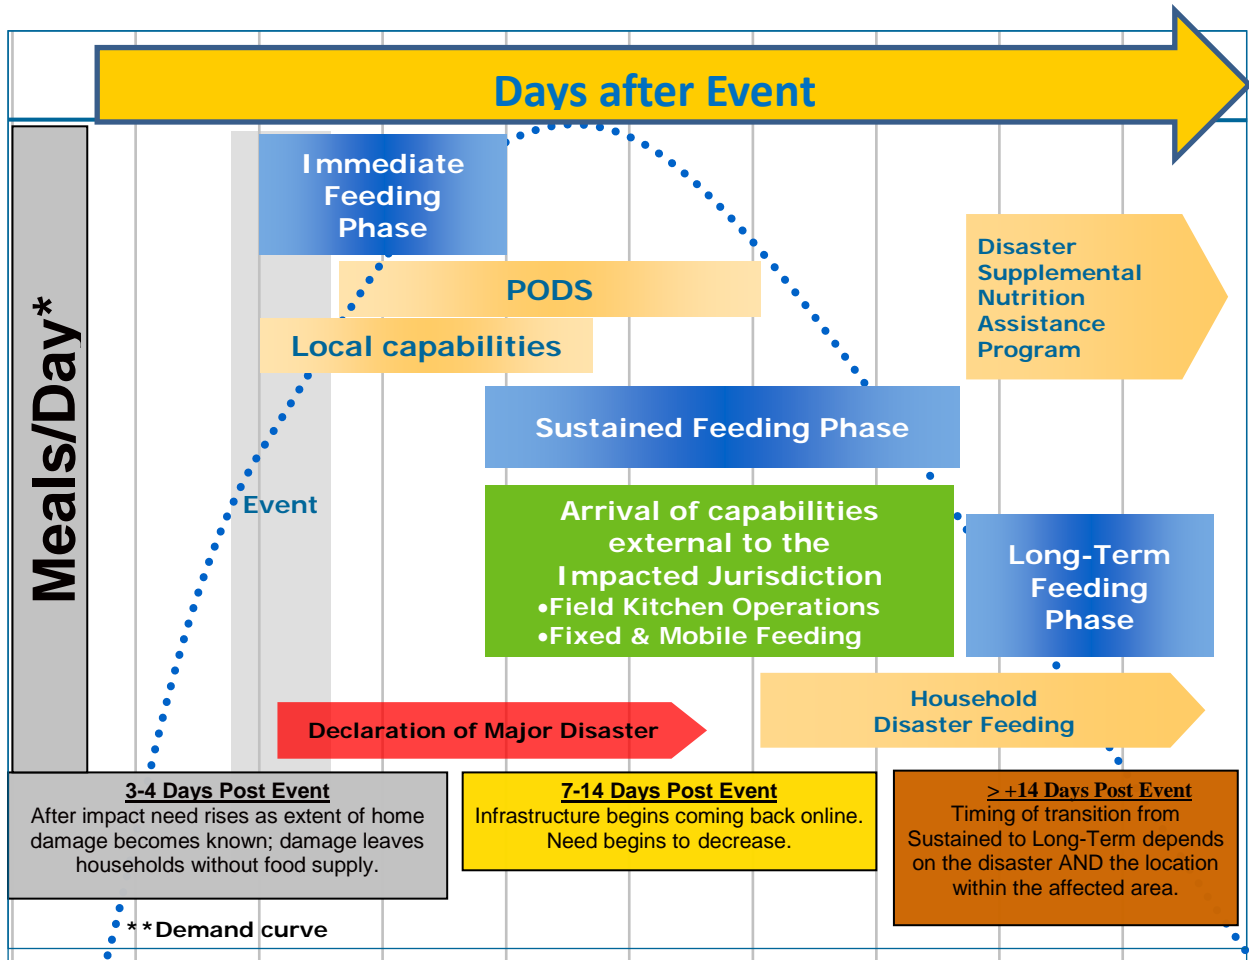 Days after Event
Meals/Day*
Immediate
Feeding
Phase
PODS
Local capabilities
Disaster
Supplemental
Nutrition
Assistance
Program
Sustained Feeding Phase
Event
Arrival of capabilities
external to the
Impacted Jurisdiction
•Field Kitchen Operations
•Fixed & Mobile Feeding
Long-Term
Feeding
Phase
Household
Disaster Feeding
Declaration of Major Disaster
3-4 Days Post Event
After impact need rises as extent of home
damage becomes known; damage leaves
households without food supply.
7-14 Days Post Event
Infrastructure begins coming back online.
Need begins to decrease.
> +14 Days Post Event
Timing of transition from
Sustained to Long-Term depends
on the disaster AND the location
within the affected area.
**Demand curve